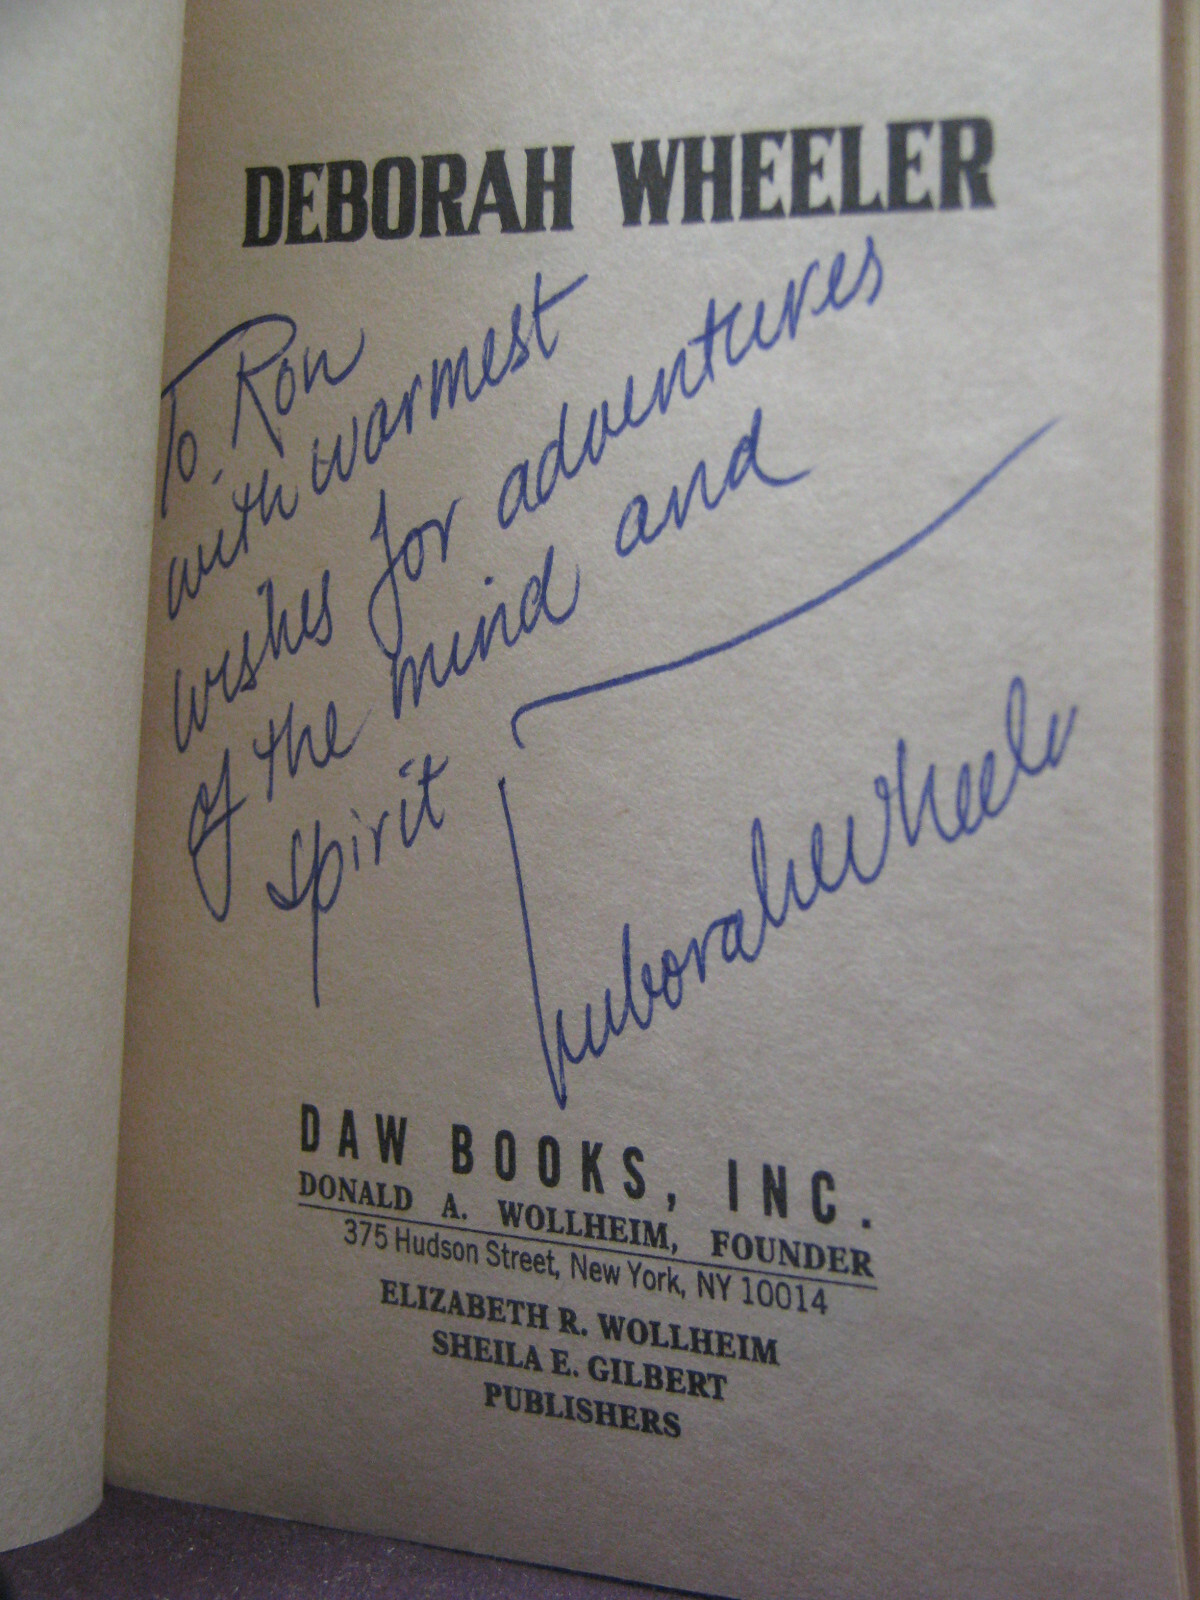 DEBORAH WHEELER
To Ron
with warmest
wishes for adventures
of the mind and
spirit
Deborah Wheeler
DAW BOOKS, INC.
DONALD A. WOLLHEIM, FOUNDER
375 Hudson Street, New York, NY 10014
ELIZABETH R. WOLLHEIM
SHEILA E. GILBERT
PUBLISHERS